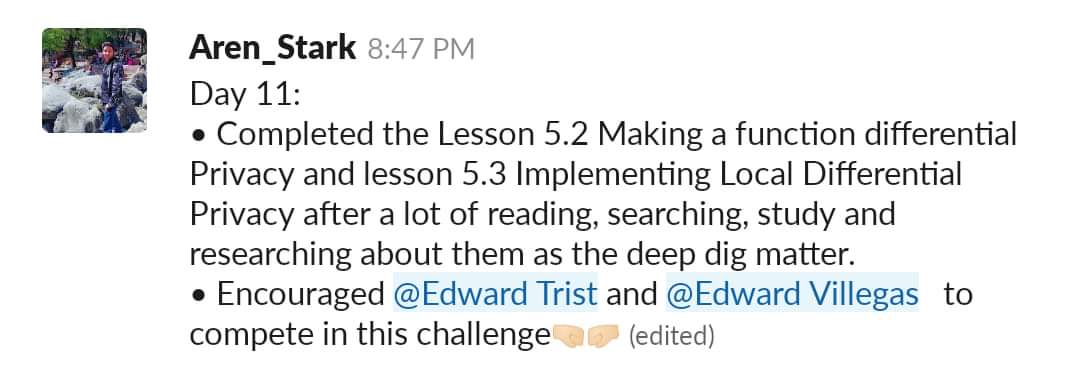 Aren_Stark 8:47 PM
Day 11:
• Completed the Lesson 5.2 Making a function differential
Privacy and lesson 5.3 Implementing Local Differential
Privacy after a lot of reading, searching, study and
researching about them as the deep dig matter.
• Encouraged @Edward Trist and @Edward Villegas to
compete in this challenge🤜🤛 (edited)